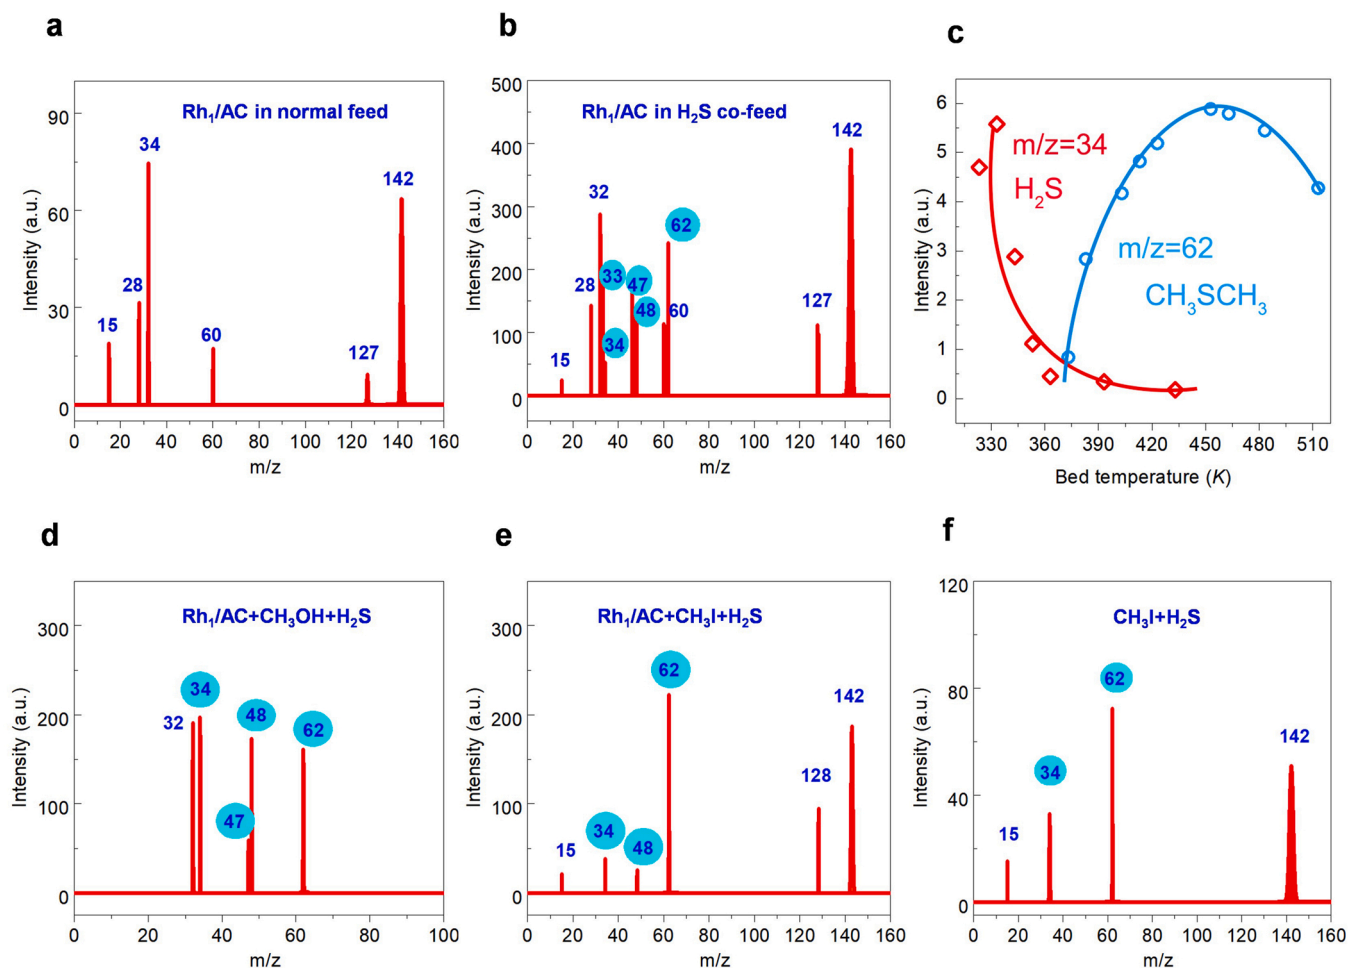 a
Rh₁/AC in normal feed
Intensity (a.u.)
90
60
30
0
15
28
34
60
127
142
0 20 40 60 80 100 120 140 160
m/z
b
Rh₁/AC in H₂S co-feed
Intensity (a.u.)
500
400
300
200
100
0
15
28
32
33
34
47
48
60
62
127
142
0 20 40 60 80 100 120 140 160
m/z
c
Intensity (a.u.)
6
5
4
3
2
1
0
m/z=34
H₂S
m/z=62
CH₃SCH₃
330 360 390 420 450 480 510
Bed temperature (K)
d
Rh₁/AC+CH₃OH+H₂S
Intensity (a.u.)
300
200
100
0
32
34
47
48
62
0 20 40 60 80 100
m/z
e
Rh₁/AC+CH₃I+H₂S
Intensity (a.u.)
300
200
100
0
15
34
48
62
128
142
0 20 40 60 80 100 120 140 160
m/z
f
CH₃I+H₂S
Intensity (a.u.)
120
80
40
0
15
34
62
142
0 20 40 60 80 100 120 140 160
m/z